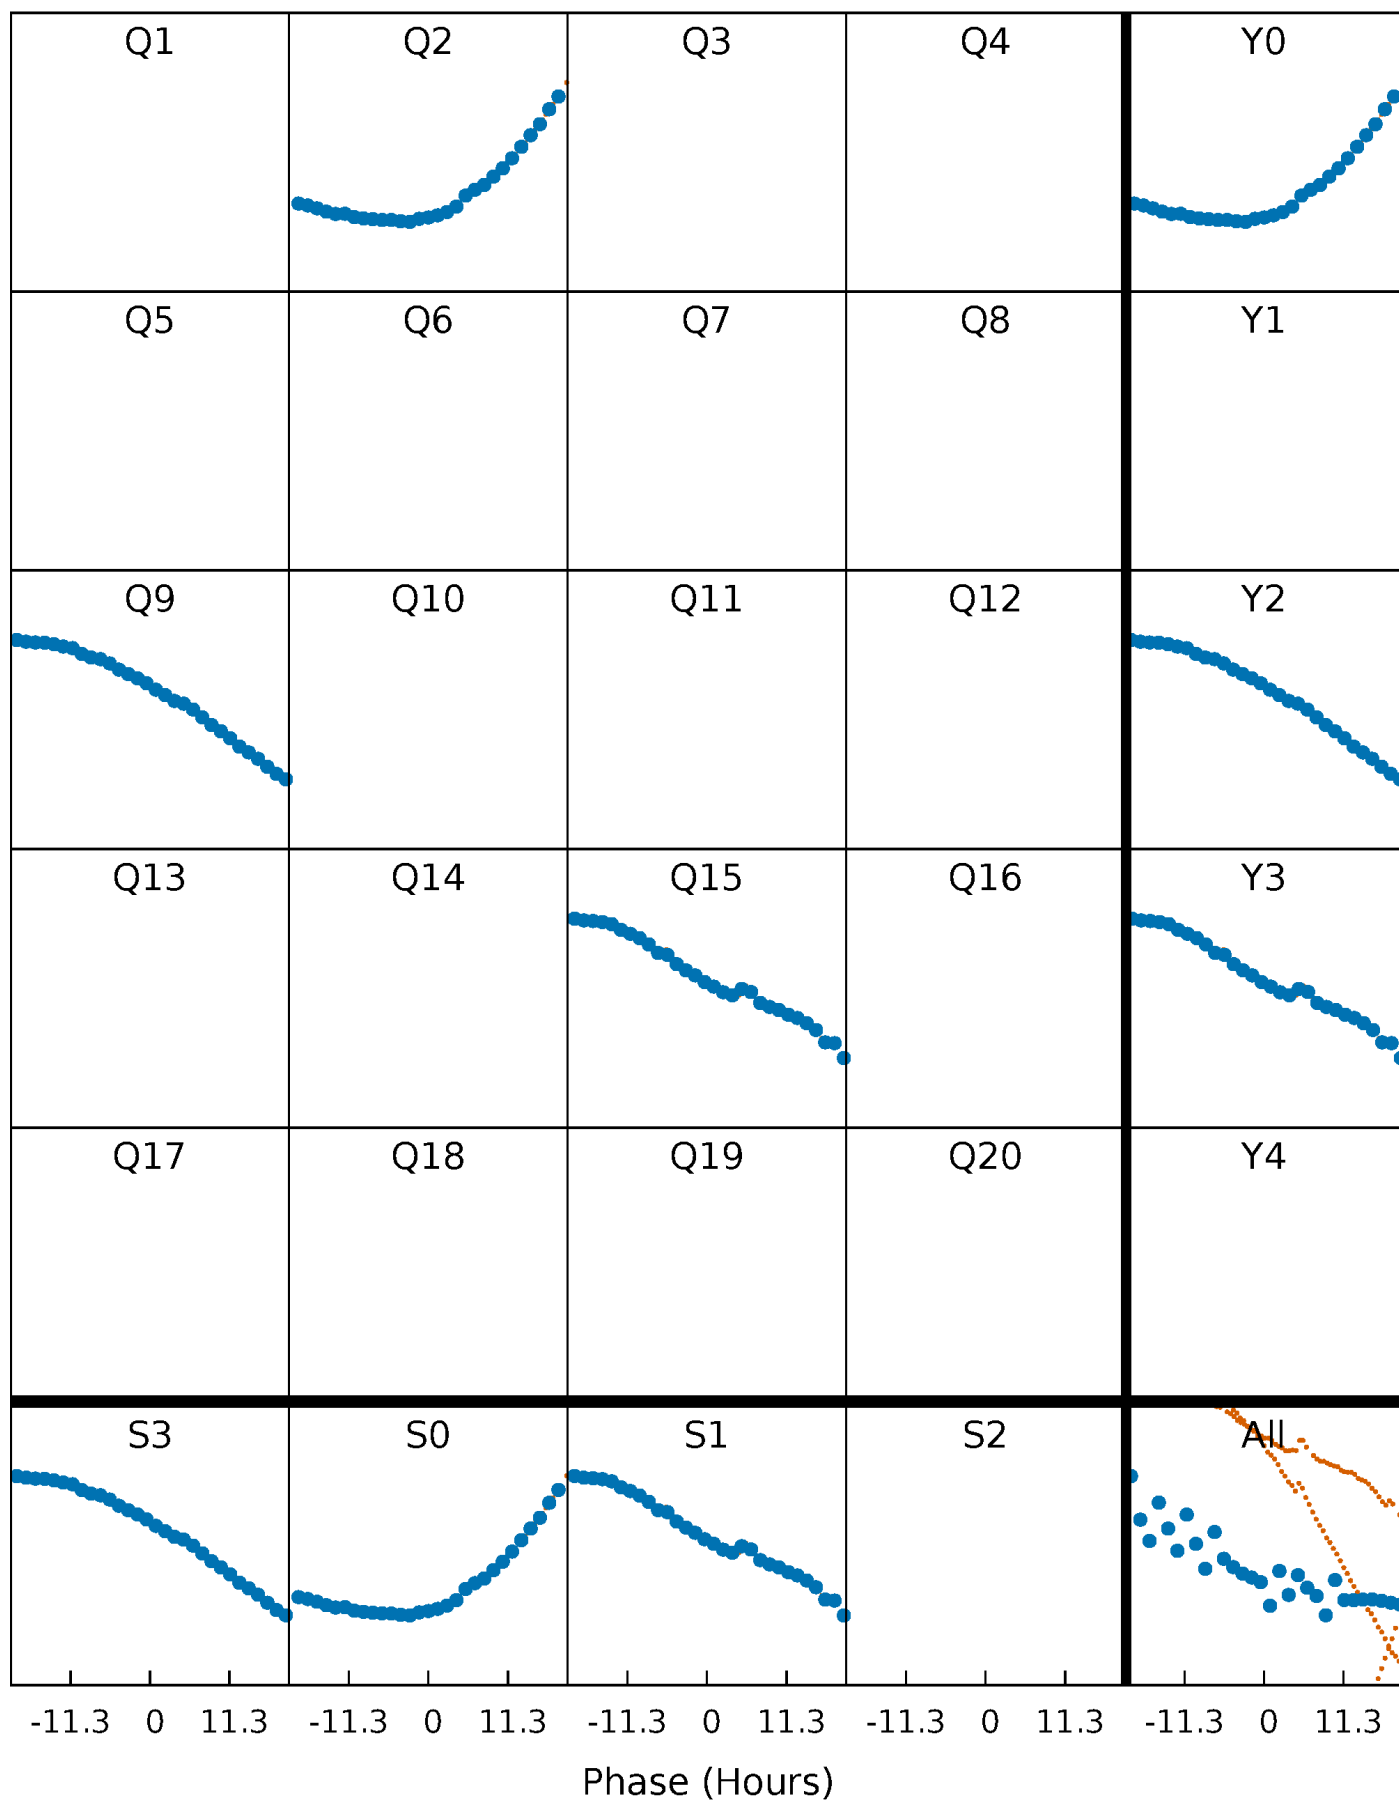 Q1 Q2 Q3 Q4 Y0
Q5 Q6 Q7 Q8 Y1
Q9 Q10 Q11 Q12 Y2
Q13 Q14 Q15 Q16 Y3
Q17 Q18 Q19 Q20 Y4
S3 S0 S1 S2 All
-11.3 0 11.3 -11.3 0 11.3 -11.3 0 11.3 -11.3 0 11.3 -11.3 0 11.3
Phase (Hours)